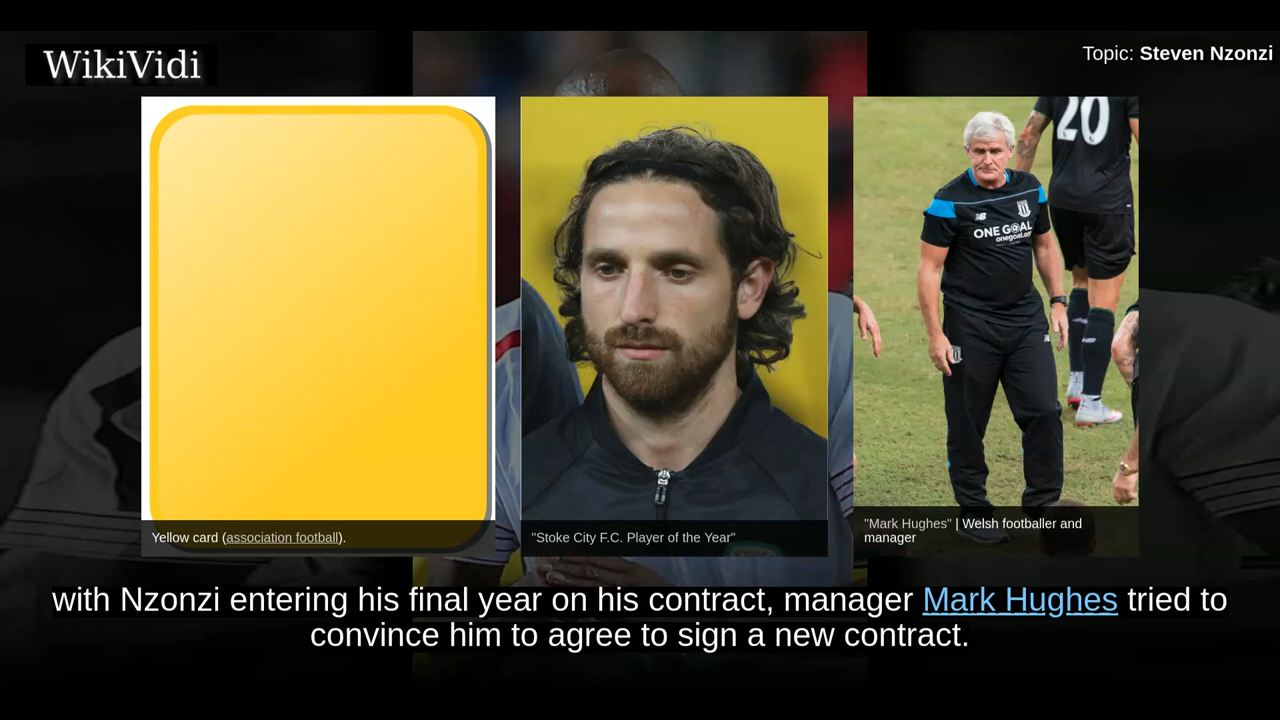 WikiVidi
Topic: Steven Nzonzi
20
ONE GOAL
onegoal.org
Yellow card (association football).
"Stoke City F.C. Player of the Year"
"Mark Hughes" | Welsh footballer and
manager
with Nzonzi entering his final year on his contract, manager Mark Hughes tried to
convince him to agree to sign a new contract.